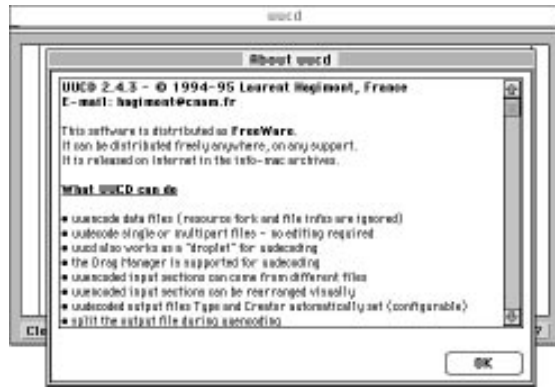 uucd
About uucd
UUCD 2.4.3 - © 1994-95 Laurent Hegimont, France
E-mail: hagimont@cnam.fr
This software is distributed as FreeWare.
It can be distributed freely anywhere, on any support.
It is released on Internet in the info-mac archives.
What UUCD can do
• uuencode data files (resource fork and file infos are ignored)
• uudecode single or multipart files - no editing required
• uucd also works as a "droplet" for uudecoding
• the Drag Manager is supported for uudecoding
• uuencoded input sections can come from different files
• uuencoded input sections can be rearranged visually
• uudecoded output files Type and Creator automatically set (configurable)
• split the output file during uuencoding
Cle
?
OK